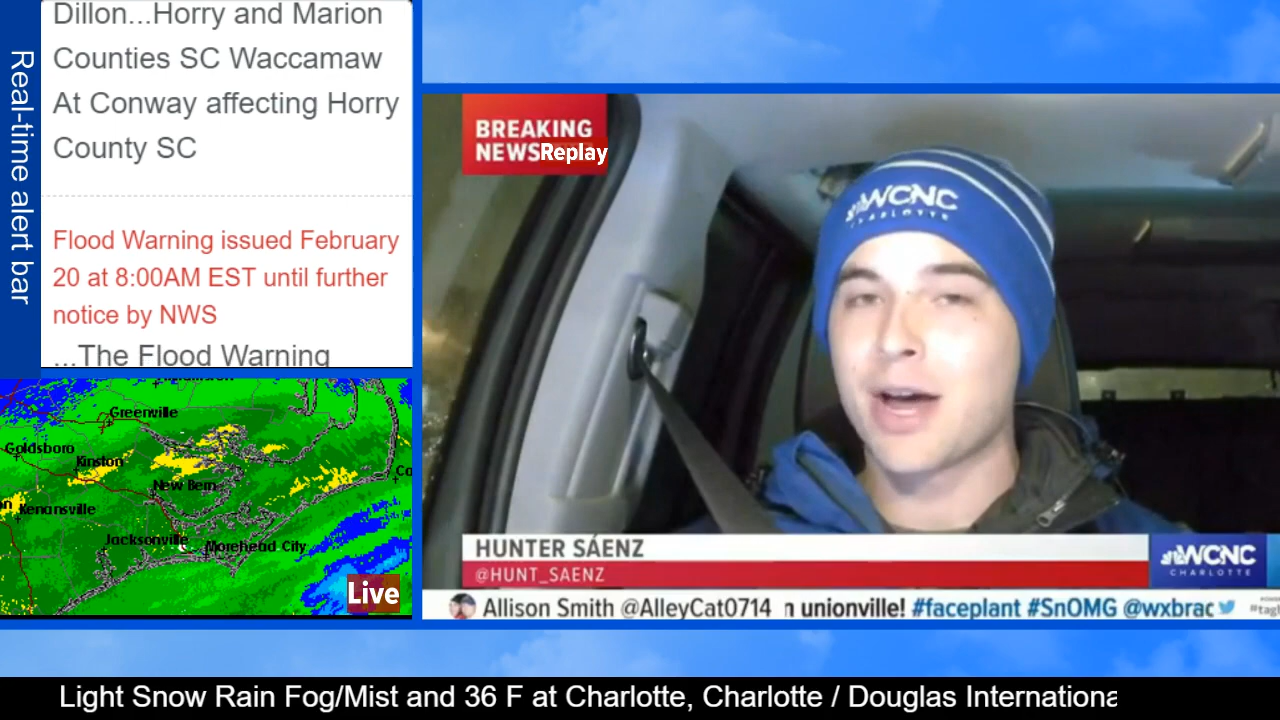 Real-time alert bar
Dillon...Horry and Marion
Counties SC Waccamaw
At Conway affecting Horry
County SC
Flood Warning issued February
20 at 8:00AM EST until further
notice by NWS
...The Flood Warning
Greenville
Goldsboro
Kinston
New Bern
Kenansville
Jacksonville
Morehead City
Live
BREAKING
NEWS
Replay
WCNC
CHARLOTTE
HUNTER SÁENZ
@HUNT_SAENZ
WCNC
CHARLOTTE
Allison Smith @AlleyCat0714 n unionville! #faceplant #SnOMG @wxbrac
Light Snow Rain Fog/Mist and 36 F at Charlotte, Charlotte / Douglas Internationa